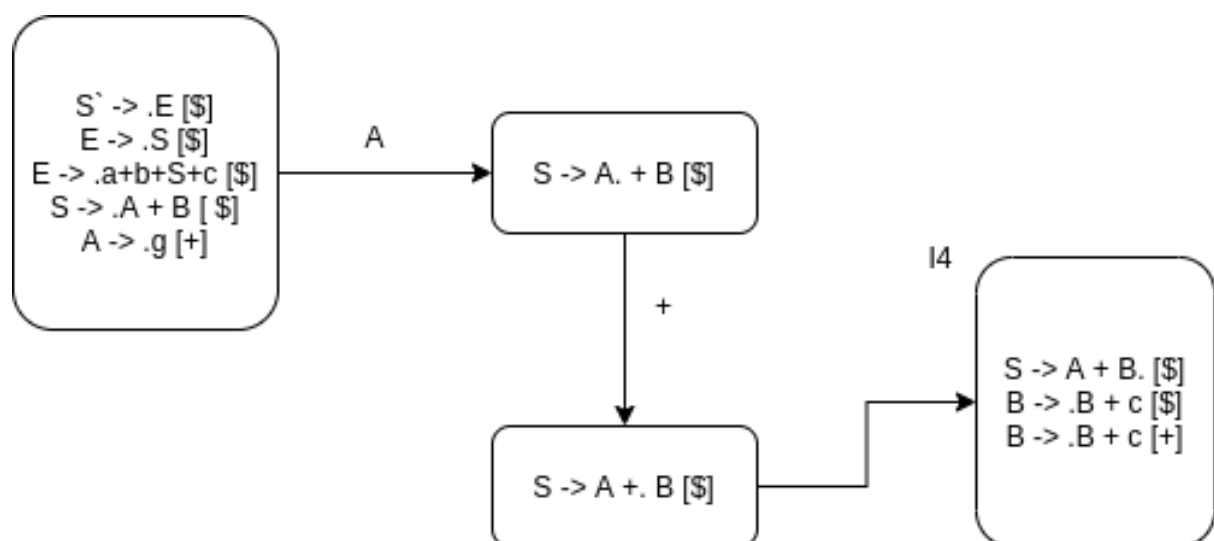 S` -> .E [$]
E -> .S [$]
E -> .a+b+S+c [$]
S -> .A + B [ $]
A -> .g [+]
A
S -> A. + B [$]
+
S -> A +. B [$]
I4
S -> A + B. [$]
B -> .B + c [$]
B -> .B + c [+]